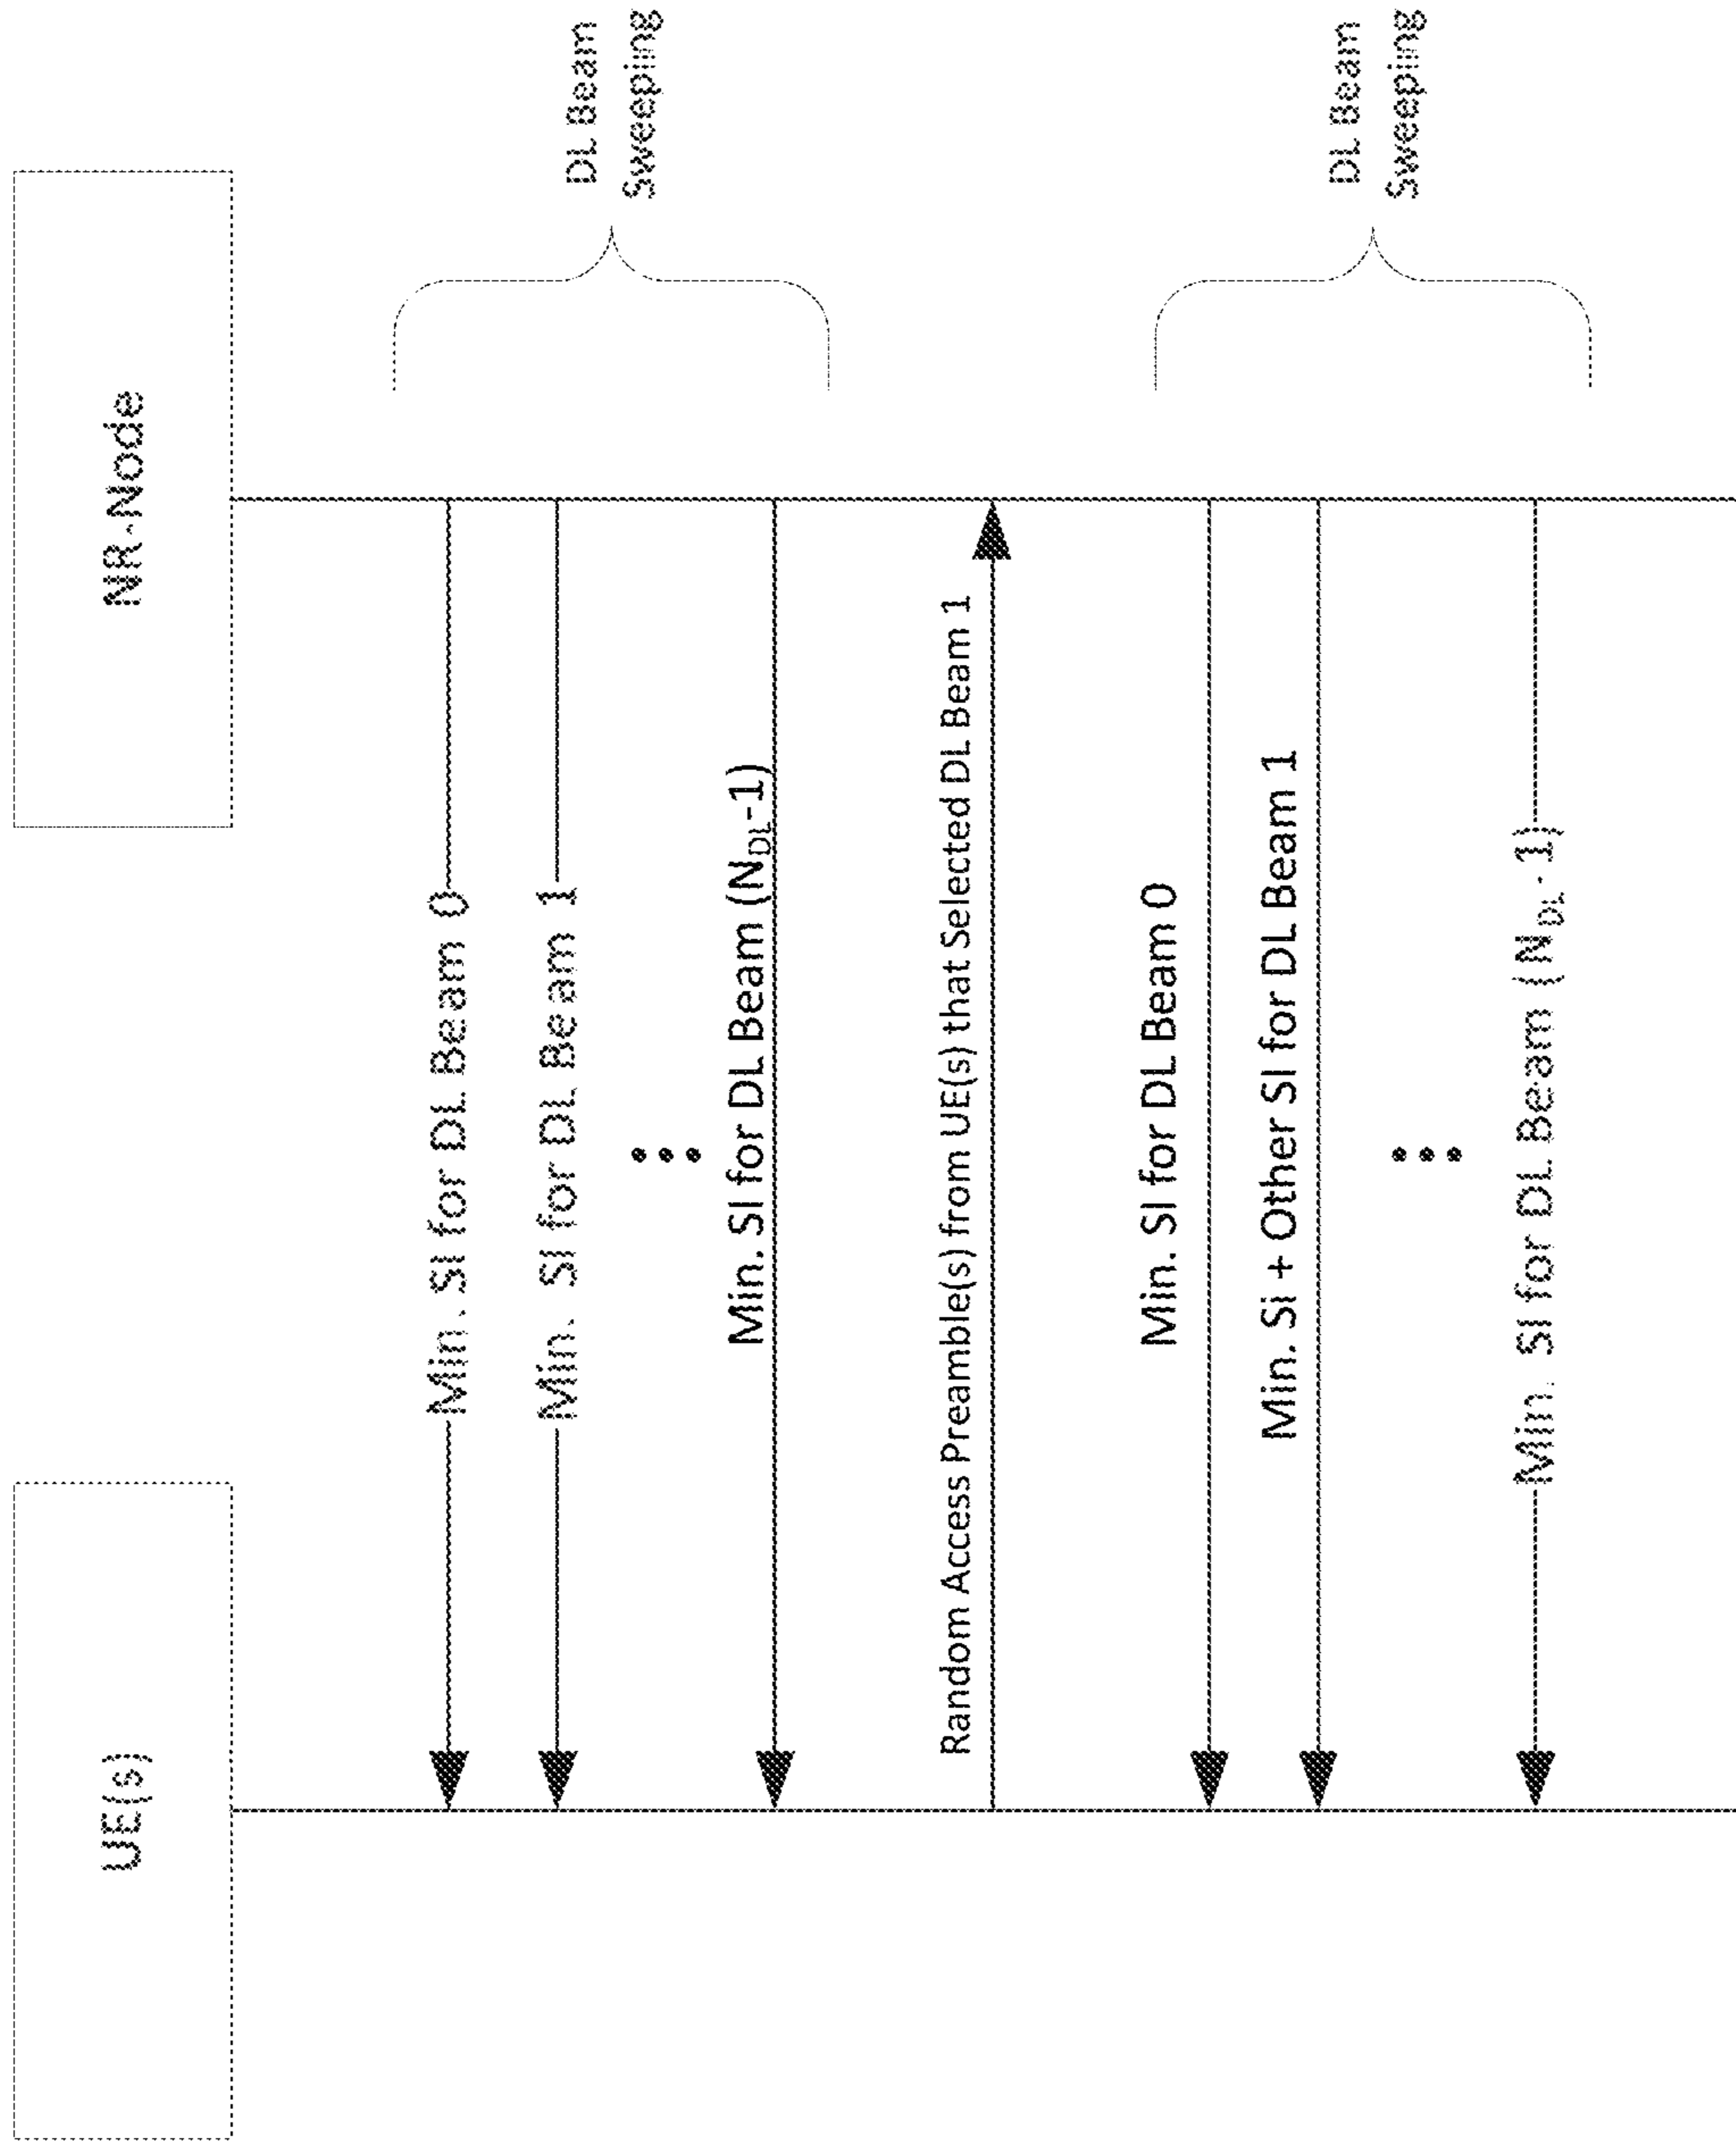 UE(s)
NR-Node
Min. SI for DL Beam 0
Min. SI for DL Beam 1
Min. SI for DL Beam (NDL-1)
DL Beam
Sweeping
Random Access Preamble(s) from UE(s) that Selected DL Beam 1
Min. SI for DL Beam 0
Min. Si + Other SI for DL Beam 1
Min. SI for DL Beam (NDL-1)
DL Beam
Sweeping